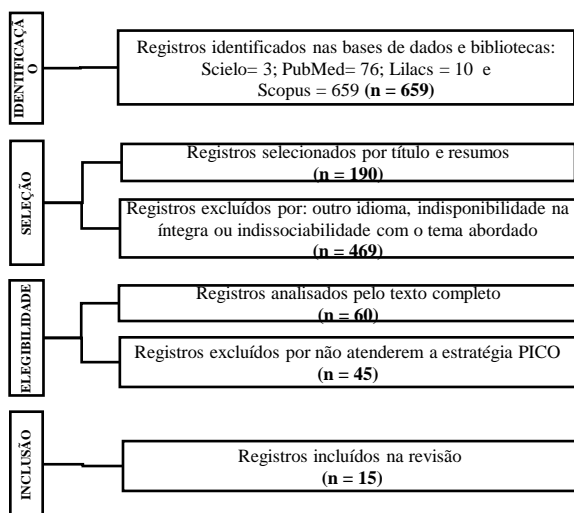 IDENTIFICAÇÃ
O
Registros identificados nas bases de dados e bibliotecas:
Scielo= 3; PubMed= 76; Lilacs = 10 e
Scopus = 659 (n = 659)
SELEÇÃO
Registros selecionados por título e resumos
(n = 190)
Registros excluídos por: outro idioma, indisponibilidade na
íntegra ou indissociabilidade com o tema abordado
(n = 469)
ELEGIBILIDADE
Registros analisados pelo texto completo
(n = 60)
Registros excluídos por não atenderem a estratégia PICO
(n = 45)
INCLUSÃO
Registros incluídos na revisão
(n = 15)